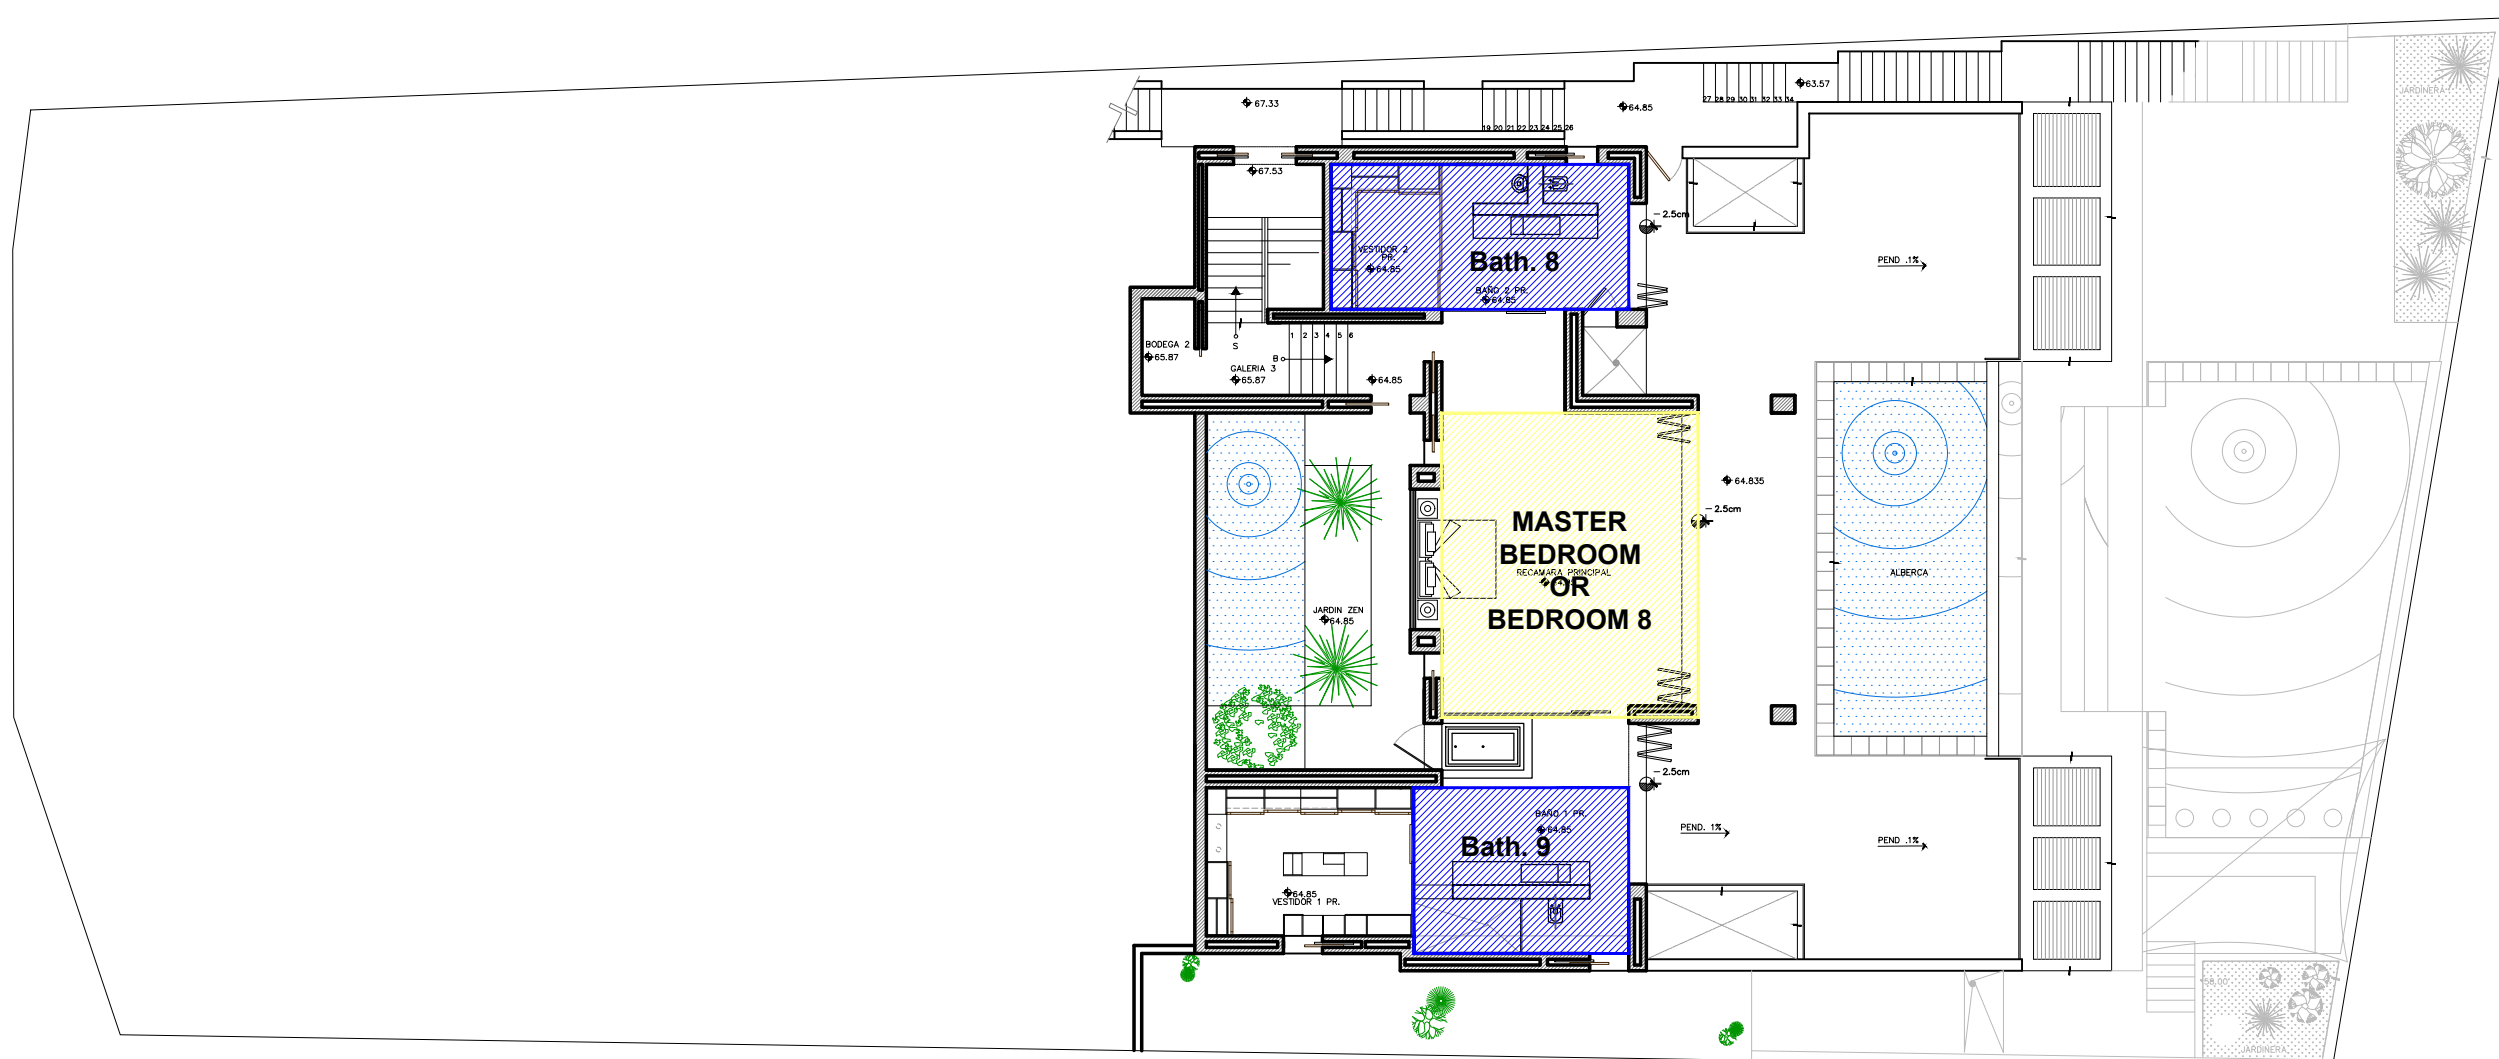 JARDINERA
63.57
67.33
64.85
27 28 29 30 31 32 33 34
19 20 21 22 23 24 25 26
67.53
- 2.5cm
VESTIDOR 2
PR.
64.85
Bath. 8
BAÑO 2 PR.
64.85
PEND .1%
BODEGA 2
65.87
S
1 2 3 4 5 6
B
GALERIA 3
65.87
64.85
64.835
- 2.5cm
MASTER
BEDROOM
OR
BEDROOM 8
RECAMARA PRINCIPAL
ALBERCA
JARDIN ZEN
64.85
- 2.5cm
BAÑO 1 PR.
64.85
Bath. 9
PEND. 1%
PEND .1%
64.85
VESTIDOR 1 PR.
58.00
JARDINERA